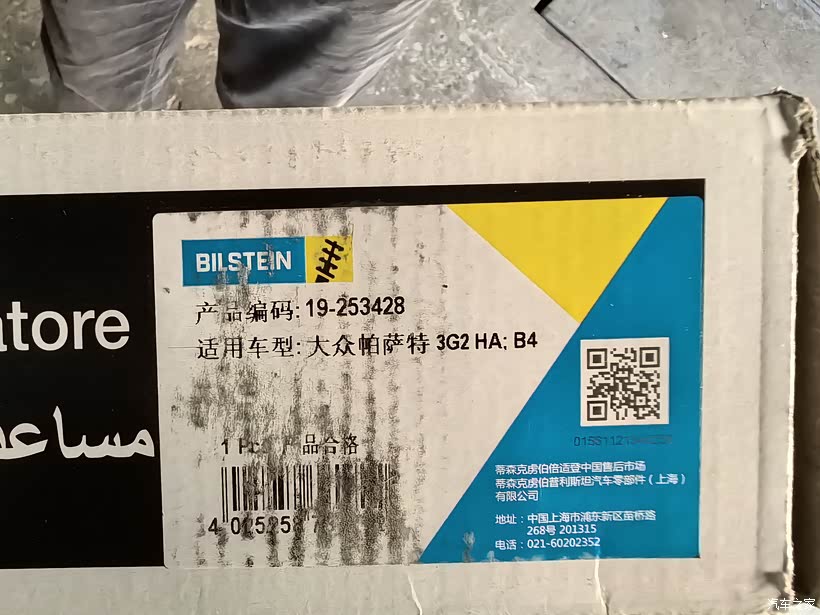 atore
مساعد
BILSTEIN
产品编码: 19-253428
适用车型: 大众帕萨特 3G2 HA; B4
产品合格
蒂森克虏伯倍适登中国售后市场
蒂森克虏伯普利斯坦汽车零部件(上海)
有限公司
地址: 中国上海市浦东新区苗桥路
268号 201315
电话: 021-60202352
汽车之家